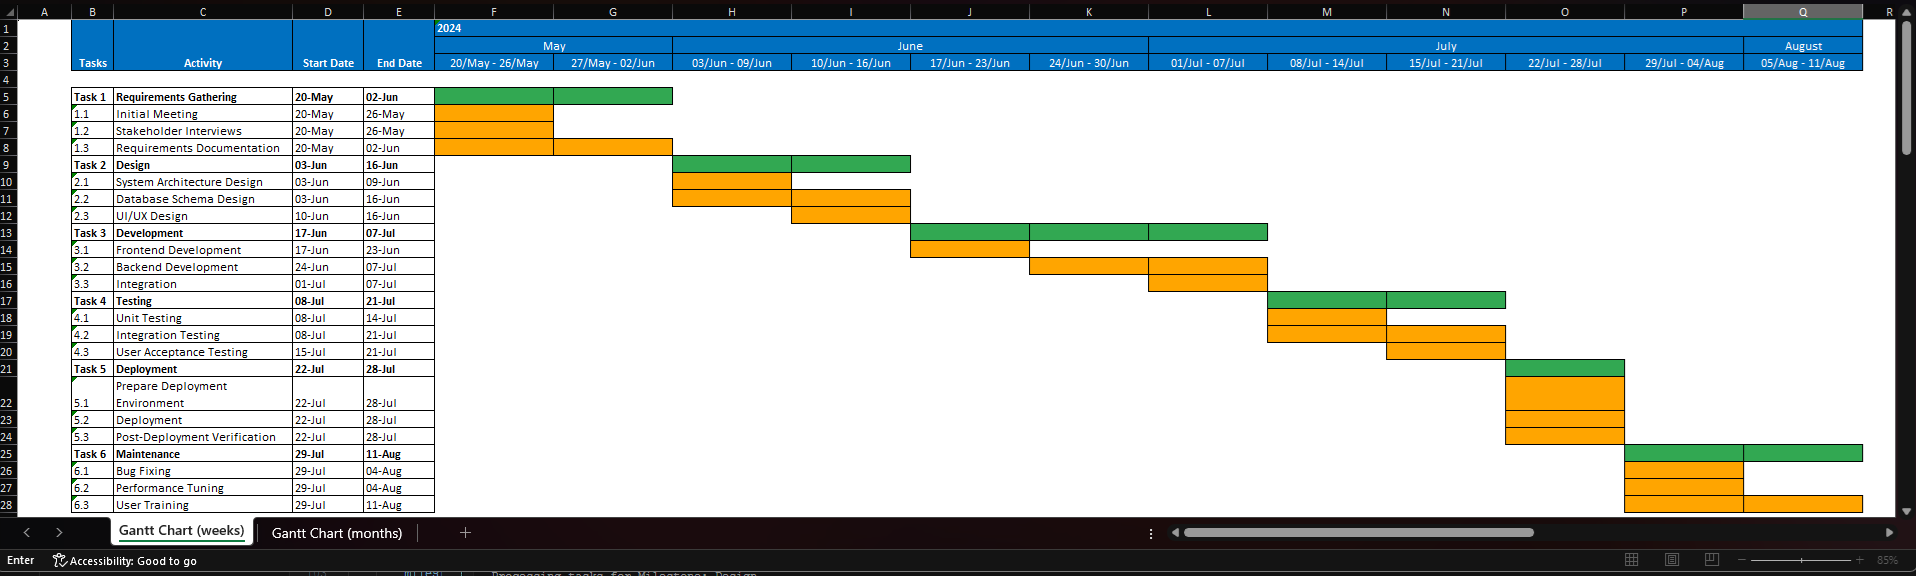 A B C D E F G H I J K L M N O P Q R
1 2024
2 May June July August
3 Tasks Activity Start Date End Date 20/May - 26/May 27/May - 02/Jun 03/Jun - 09/Jun 10/Jun - 16/Jun 17/Jun - 23/Jun 24/Jun - 30/Jun 01/Jul - 07/Jul 08/Jul - 14/Jul 15/Jul - 21/Jul 22/Jul - 28/Jul 29/Jul - 04/Aug 05/Aug - 11/Aug
4
5 Task 1 Requirements Gathering 20-May 02-Jun
6 1.1 Initial Meeting 20-May 26-May
7 1.2 Stakeholder Interviews 20-May 26-May
8 1.3 Requirements Documentation 20-May 02-Jun
9 Task 2 Design 03-Jun 16-Jun
10 2.1 System Architecture Design 03-Jun 09-Jun
11 2.2 Database Schema Design 03-Jun 16-Jun
12 2.3 UI/UX Design 10-Jun 16-Jun
13 Task 3 Development 17-Jun 07-Jul
14 3.1 Frontend Development 17-Jun 23-Jun
15 3.2 Backend Development 24-Jun 07-Jul
16 3.3 Integration 01-Jul 07-Jul
17 Task 4 Testing 08-Jul 21-Jul
18 4.1 Unit Testing 08-Jul 14-Jul
19 4.2 Integration Testing 08-Jul 21-Jul
20 4.3 User Acceptance Testing 15-Jul 21-Jul
21 Task 5 Deployment 22-Jul 28-Jul
Prepare Deployment
22 5.1 Environment 22-Jul 28-Jul
23 5.2 Deployment 22-Jul 28-Jul
24 5.3 Post-Deployment Verification 22-Jul 28-Jul
25 Task 6 Maintenance 29-Jul 11-Aug
26 6.1 Bug Fixing 29-Jul 04-Aug
27 6.2 Performance Tuning 29-Jul 04-Aug
28 6.3 User Training 29-Jul 11-Aug
Gantt Chart (weeks) Gantt Chart (months)
Enter Accessibility: Good to go 85%